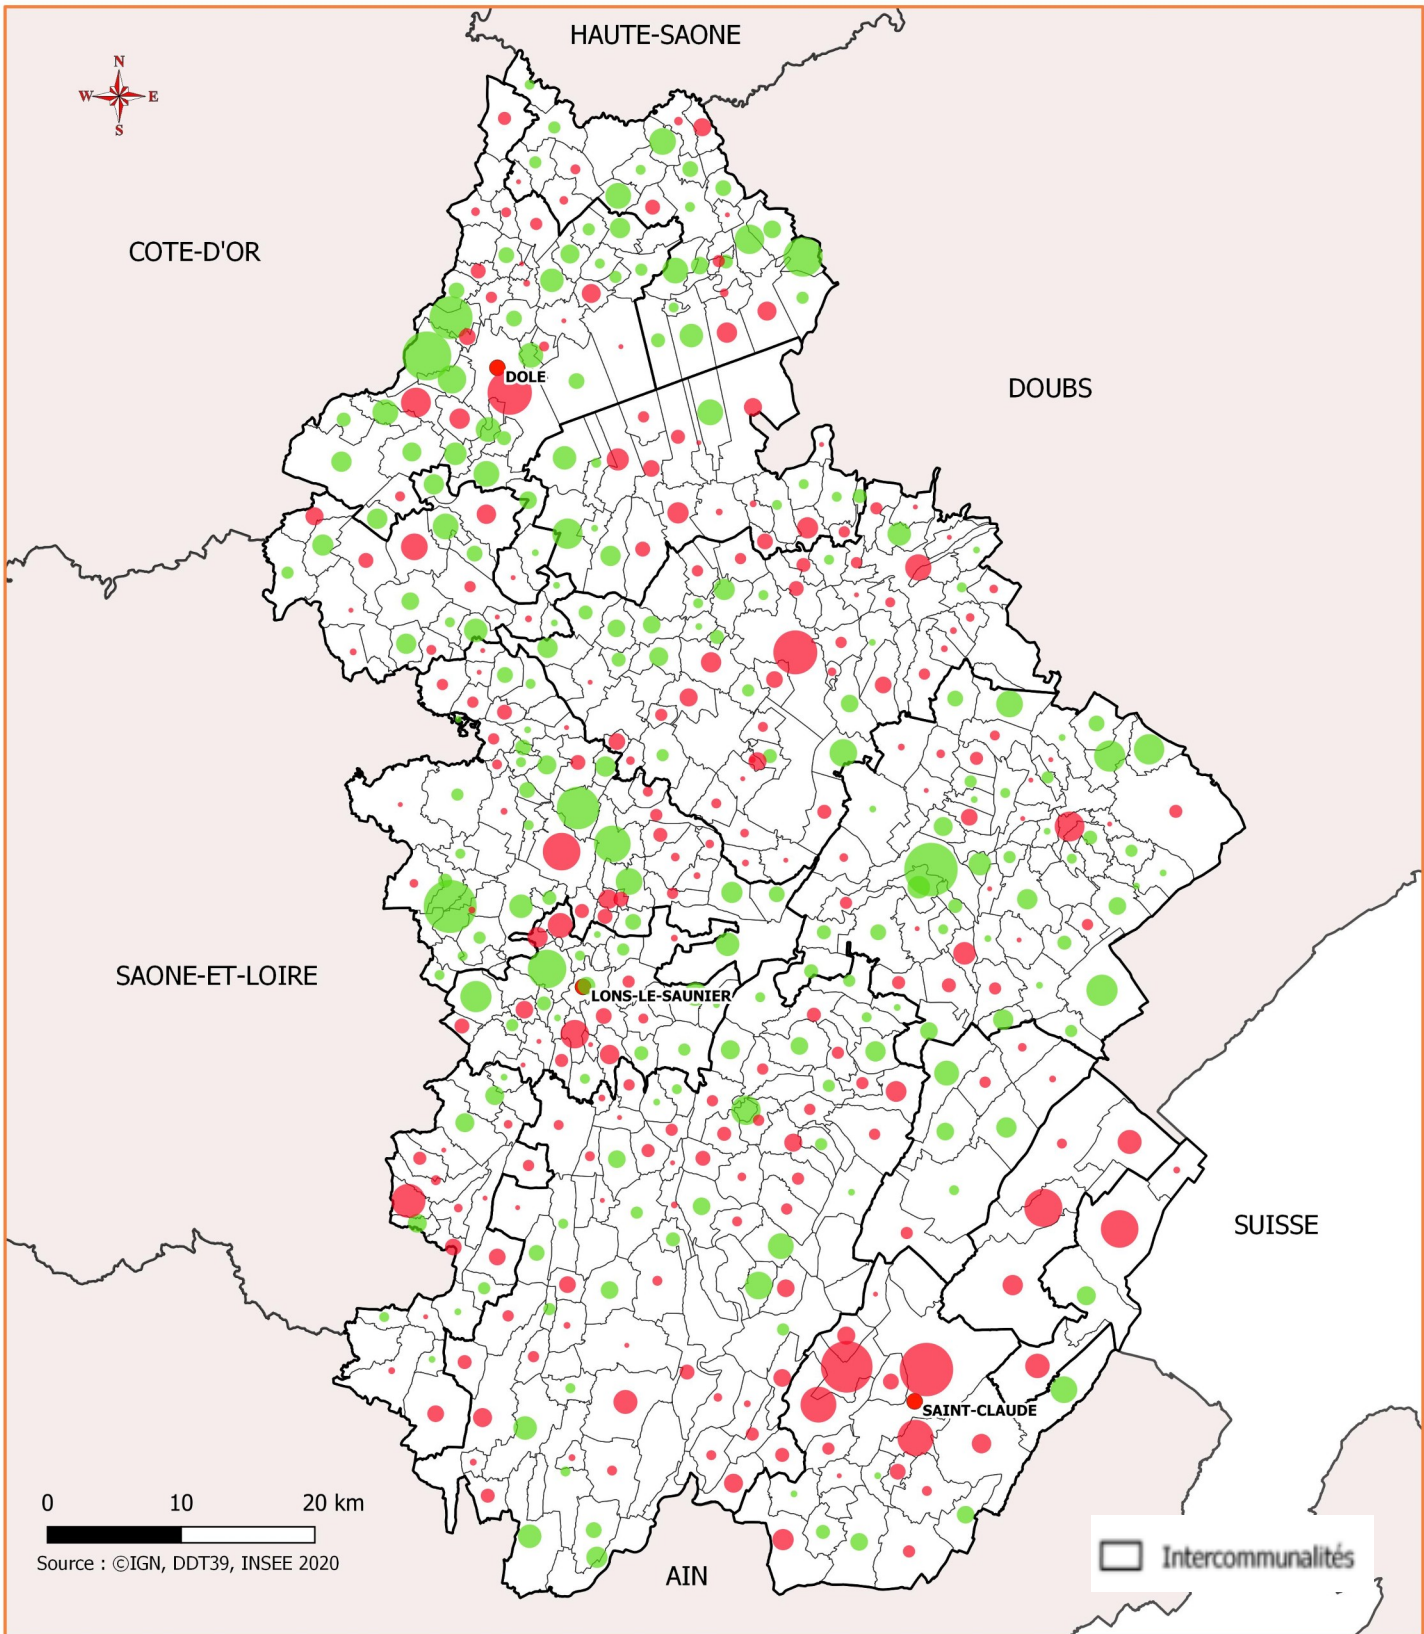 HAUTE-SAONE
N
W E
S
COTE-D'OR
DOLE
DOUBS
SAONE-ET-LOIRE
LONS-LE-SAUNIER
SUISSE
SAINT-CLAUDE
0 10 20 km
Source : ©IGN, DDT39, INSEE 2020
AIN
Intercommunalités